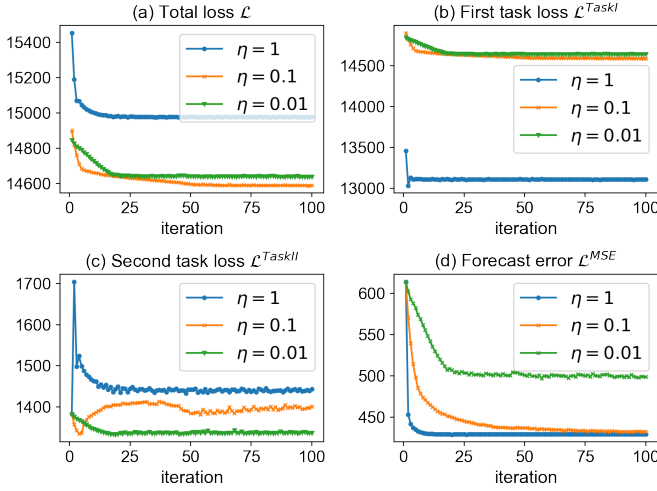 (a) Total loss ℒ
15400
15200
15000
14800
14600
η = 1
η = 0.1
η = 0.01
0 25 50 75 100
iteration
(b) First task loss ℒ^{TaskI}
14500
14000
13500
13000
η = 1
η = 0.1
η = 0.01
0 25 50 75 100
iteration
(c) Second task loss ℒ^{TaskII}
1700
1600
1500
1400
η = 1
η = 0.1
η = 0.01
0 25 50 75 100
iteration
(d) Forecast error ℒ^{MSE}
600
550
500
450
η = 1
η = 0.1
η = 0.01
0 25 50 75 100
iteration